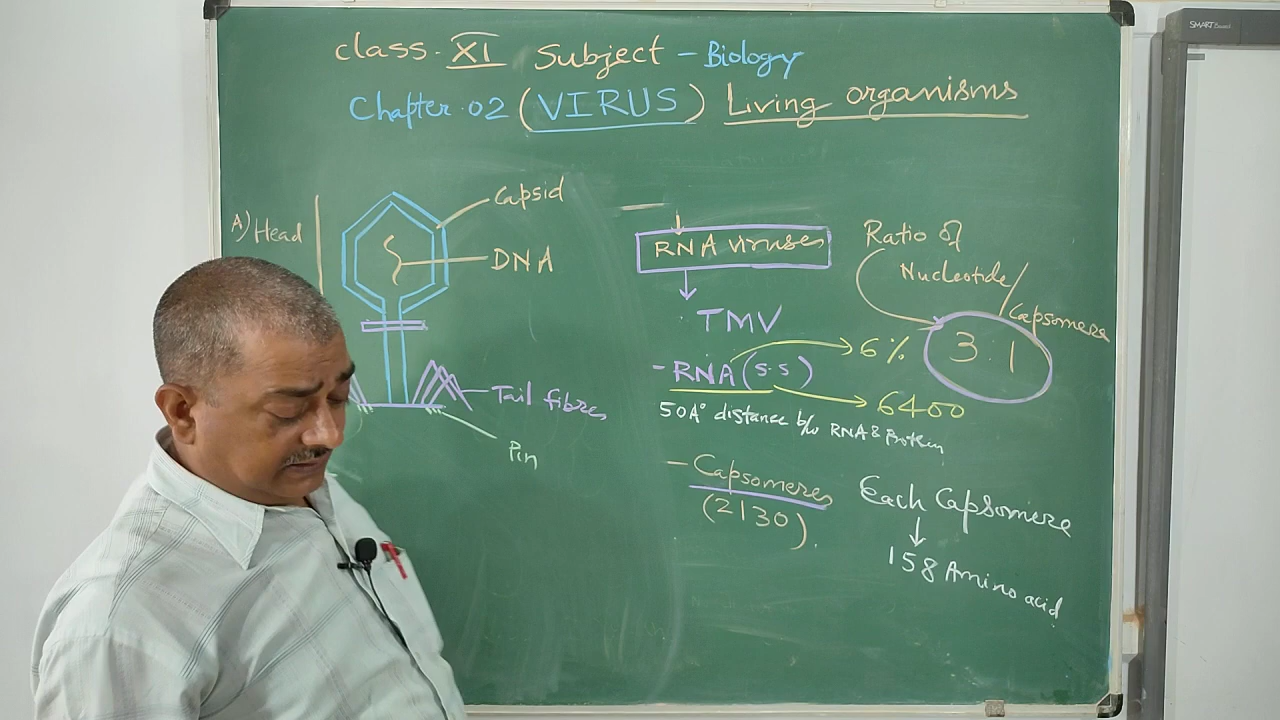 class. XI Subject - Biology
Chapter. 02 (VIRUS) Living organisms
A) Head
Capsid
DNA
Tail fibres
Pin
RNA viruses
TMV
- RNA (s.s)
6%
6400
50A° distance b/w RNA & Protein
- Capsomeres
(2130).
Ratio of
Nucleotide/
Capsomere
3:1
Each Capsomere
158 Amino acid
SMART Board